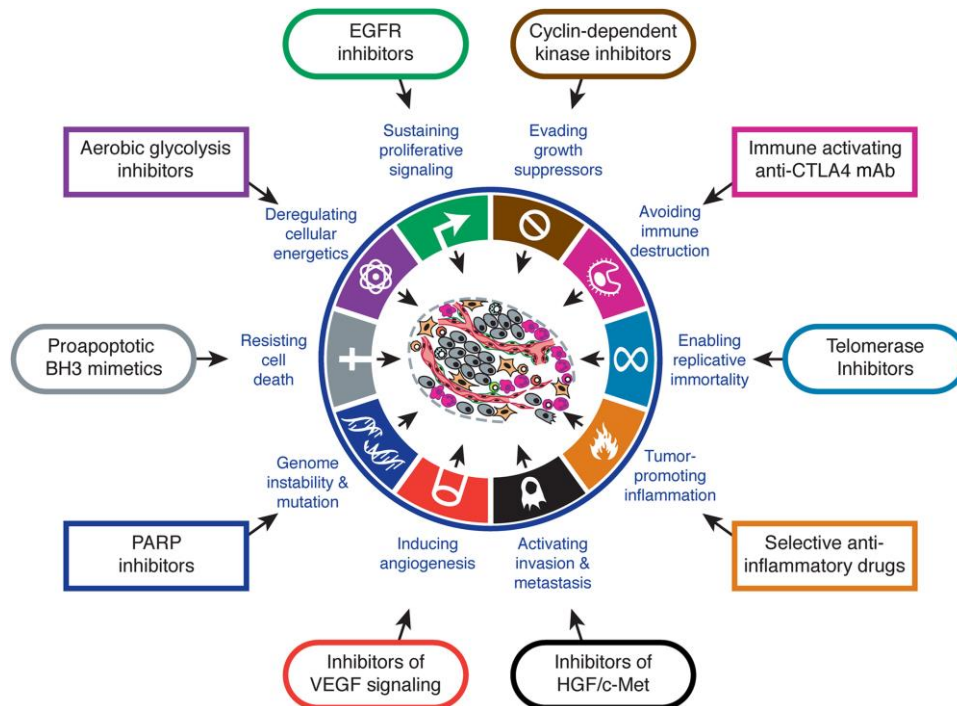 EGFR
inhibitors
Cyclin-dependent
kinase inhibitors
Sustaining
proliferative
signaling
Evading
growth
suppressors
Aerobic glycolysis
inhibitors
Immune activating
anti-CTLA4 mAb
Deregulating
cellular
energetics
Avoiding
immune
destruction
Proapoptotic
BH3 mimetics
Resisting
cell
death
Enabling
replicative
immortality
Telomerase
Inhibitors
Genome
instability &
mutation
Tumor-
promoting
inflammation
PARP
inhibitors
Inducing
angiogenesis
Activating
invasion &
metastasis
Selective anti-
inflammatory drugs
Inhibitors of
VEGF signaling
Inhibitors of
HGF/c-Met